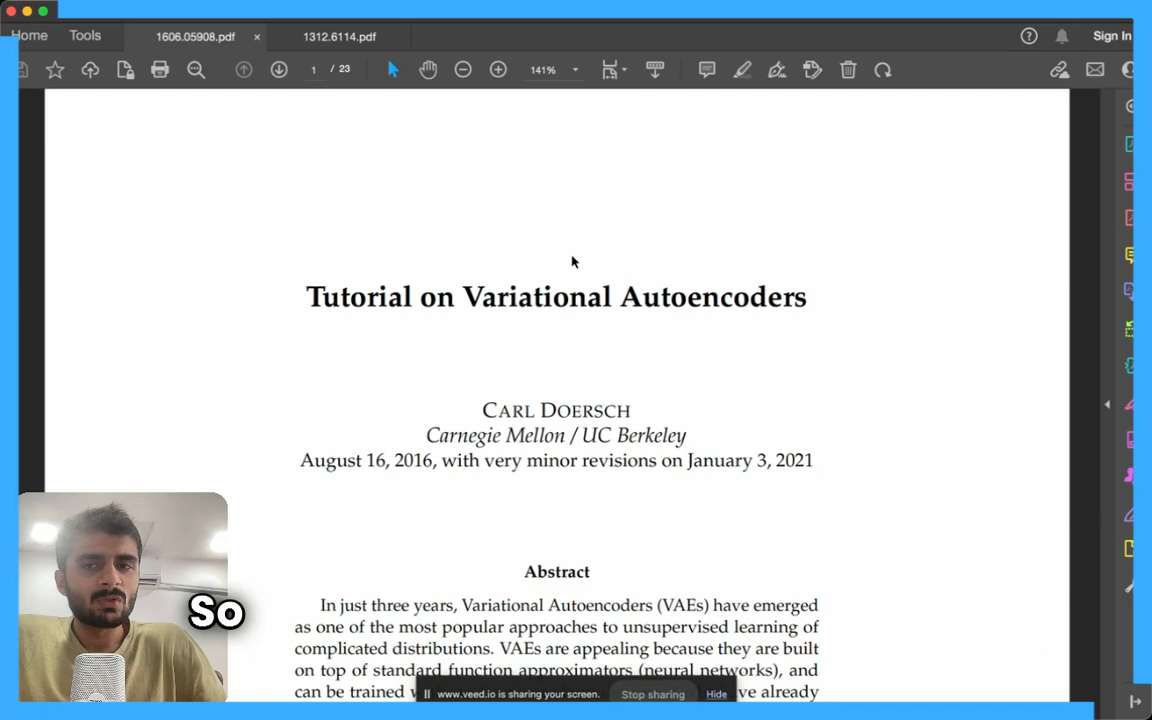 Home Tools 1606.05908.pdf × 1312.6114.pdf Sign In
1 / 23 141%
Tutorial on Variational Autoencoders
CARL DOERSCH
Carnegie Mellon / UC Berkeley
August 16, 2016, with very minor revisions on January 3, 2021
Abstract
In just three years, Variational Autoencoders (VAEs) have emerged
as one of the most popular approaches to unsupervised learning of
complicated distributions. VAEs are appealing because they are built
on top of standard function approximators (neural networks), and
can be trained ve already
www.veed.io is sharing your screen. Stop sharing Hide
So